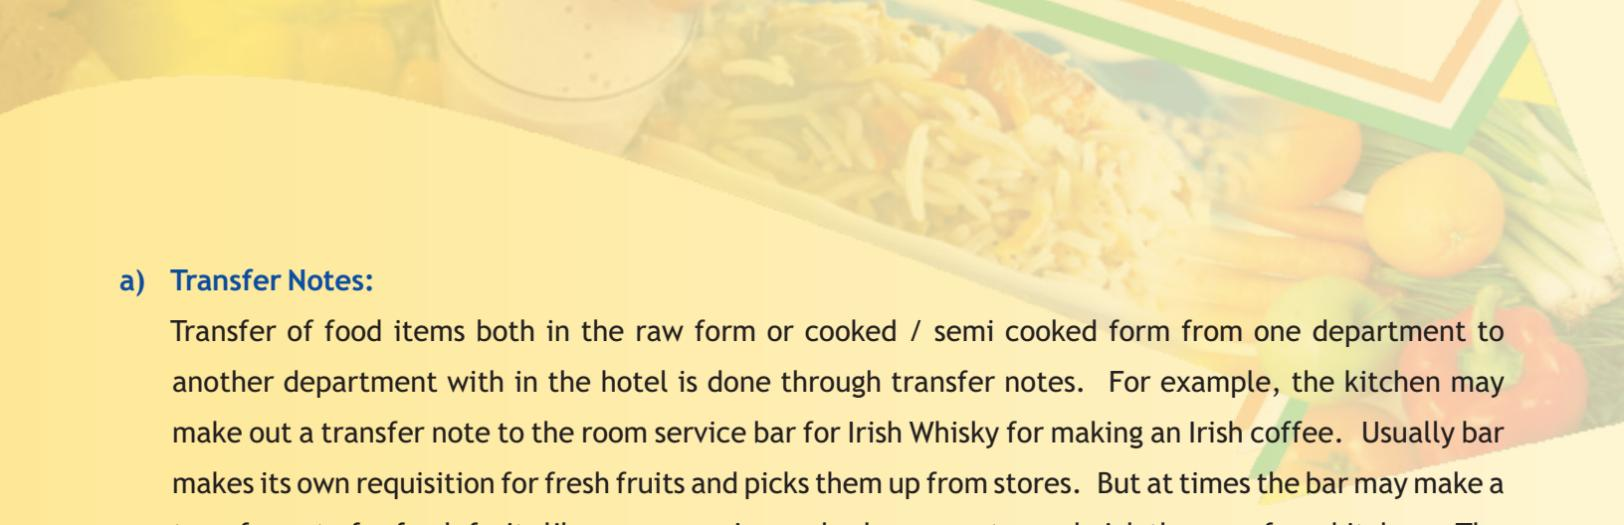 a) Transfer Notes:
Transfer of food items both in the raw form or cooked / semi cooked form from one department to
another department with in the hotel is done through transfer notes. For example, the kitchen may
make out a transfer note to the room service bar for Irish Whisky for making an Irish coffee. Usually bar
makes its own requisition for fresh fruits and picks them up from stores. But at times the bar may make a